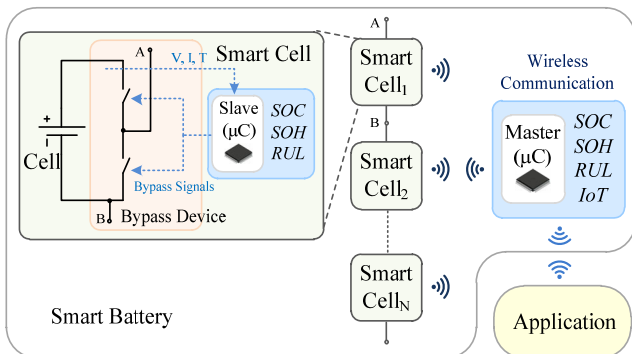 Smart Cell
V, I, T
A
Slave
(μC)
SOC
SOH
RUL
+
Cell
Bypass Signals
B
Bypass Device
A
Smart
Cell1
B
Smart
Cell2
Smart
CellN
Wireless
Communication
Master
(μC)
SOC
SOH
RUL
IoT
Smart Battery
Application